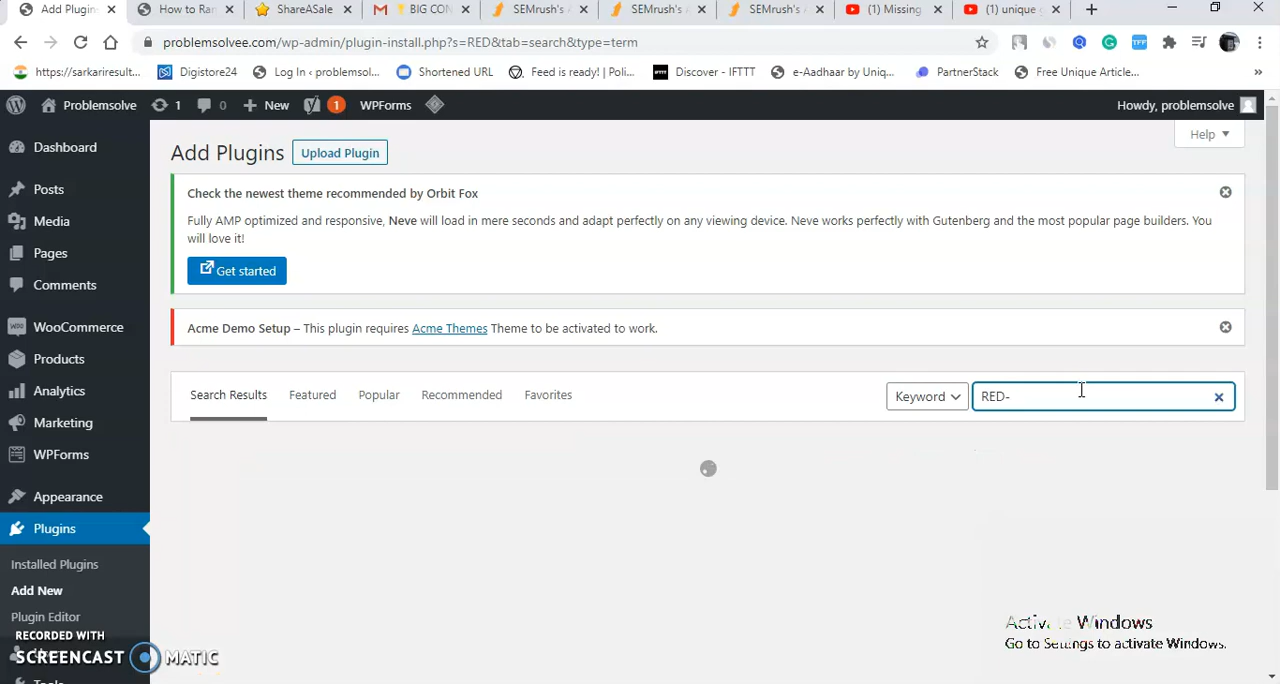 Add Plugins
How to Ra
ShareASale
BIG CON
SEMrush's
SEMrush's
SEMrush's
(1) Missing
(1) unique g
problemsolvee.com/wp-admin/plugin-install.php?s=RED&tab=search&type=term
https://sarkariresult...
Digistore24
Log In ‹ problemsol...
Shortered URL
Feed is ready! | Poli...
IFTTT
Discover - IFTTT
e-Aadhaar by Uniq...
PartnerStack
Free Unique Article...
»
Problemsolve
1
0
New
1
WPForms
Howdy, problemsolve
Dashboard
Posts
Media
Pages
Comments
WooCommerce
Products
Analytics
Marketing
WPForms
Appearance
Plugins
Installed Plugins
Add New
Plugin Editor
Help
Add Plugins
Upload Plugin
Check the newest theme recommended by Orbit Fox
Fully AMP optimized and responsive, Neve will load in mere seconds and adapt perfectly on any viewing device. Neve works perfectly with Gutenberg and the most popular page builders. You
will love it!
Get started
Acme Demo Setup – This plugin requires Acme Themes Theme to be activated to work.
Search Results
Featured
Popular
Recommended
Favorites
Keyword
RED-
Activate Windows
Go to Settings to activate Windows.
RECORDED WITH
SCREENCAST MATIC